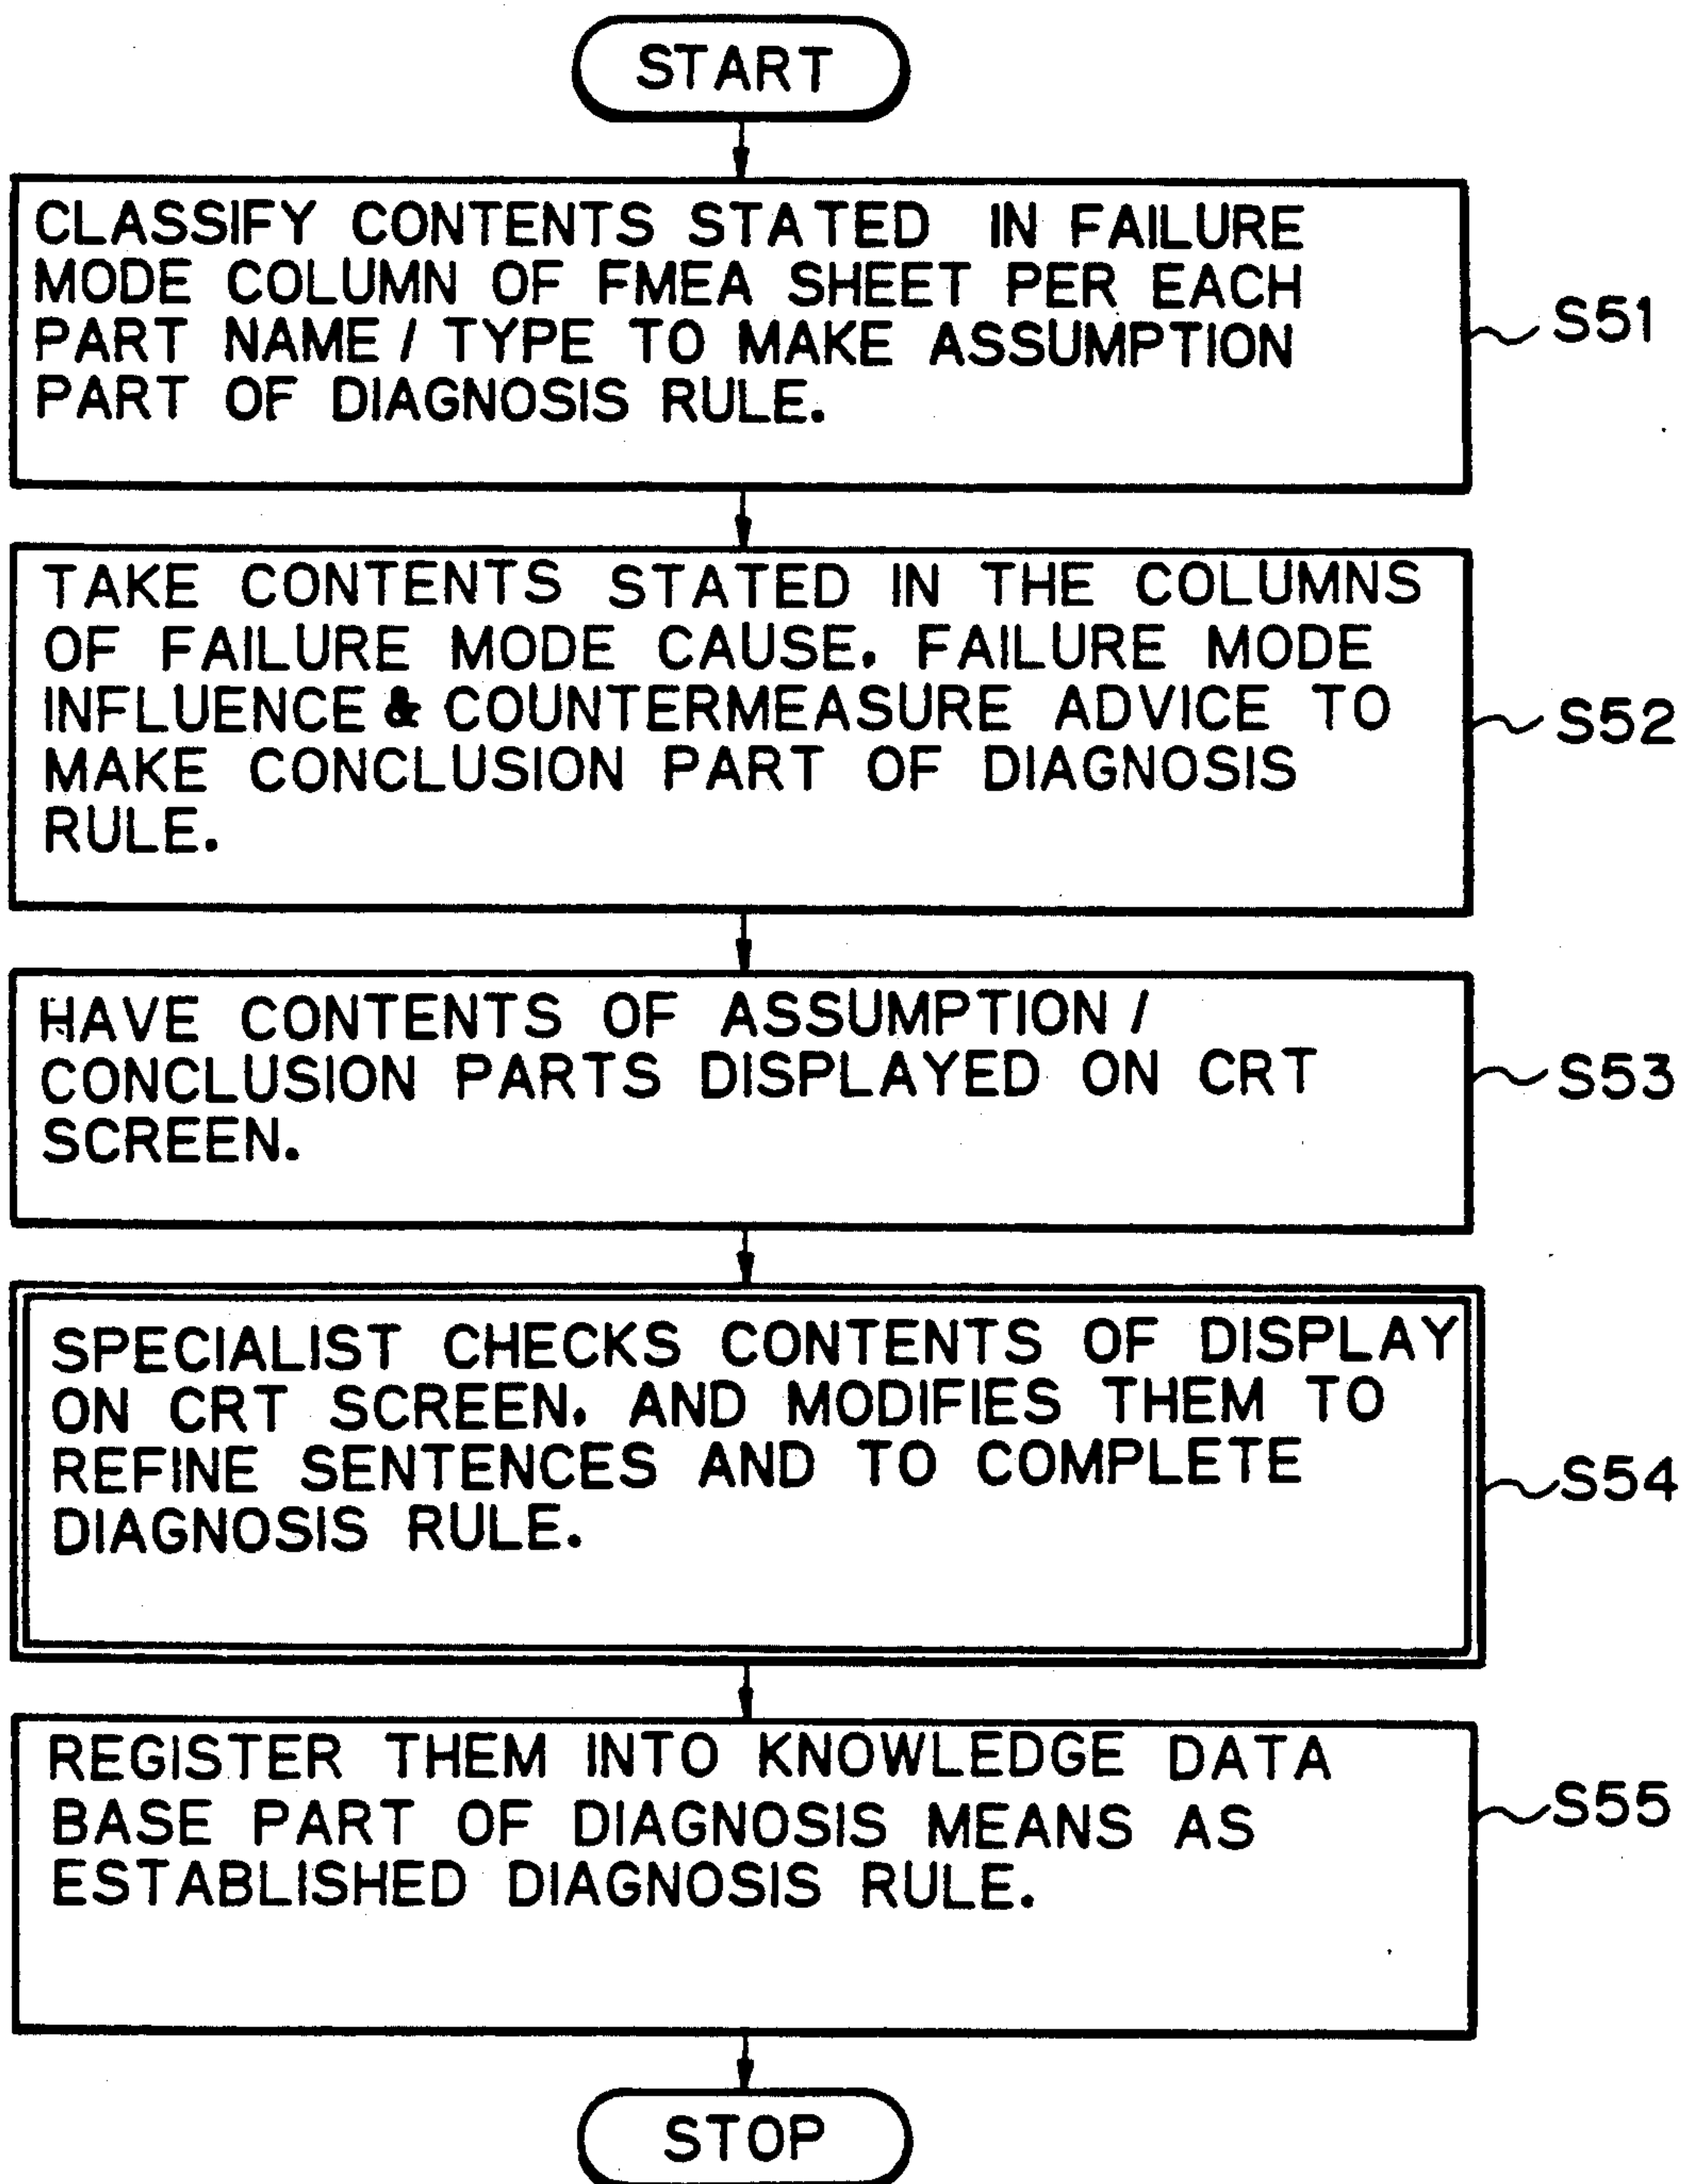 START
CLASSIFY CONTENTS STATED IN FAILURE
MODE COLUMN OF FMEA SHEET PER EACH
PART NAME / TYPE TO MAKE ASSUMPTION
PART OF DIAGNOSIS RULE.
S51
TAKE CONTENTS STATED IN THE COLUMNS
OF FAILURE MODE CAUSE. FAILURE MODE
INFLUENCE & COUNTERMEASURE ADVICE TO
MAKE CONCLUSION PART OF DIAGNOSIS
RULE.
S52
HAVE CONTENTS OF ASSUMPTION /
CONCLUSION PARTS DISPLAYED ON CRT
SCREEN.
S53
SPECIALIST CHECKS CONTENTS OF DISPLAY
ON CRT SCREEN. AND MODIFIES THEM TO
REFINE SENTENCES AND TO COMPLETE
DIAGNOSIS RULE.
S54
REGISTER THEM INTO KNOWLEDGE DATA
BASE PART OF DIAGNOSIS MEANS AS
ESTABLISHED DIAGNOSIS RULE.
S55
STOP